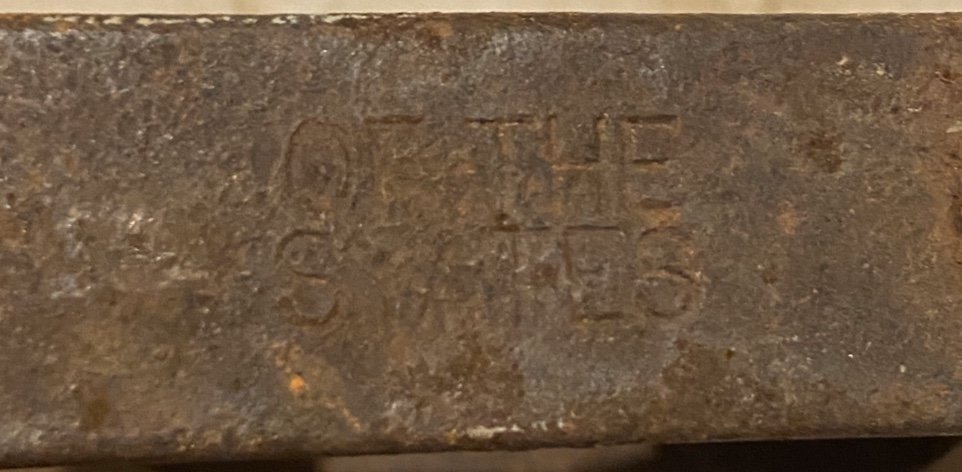 OF THE
STATES